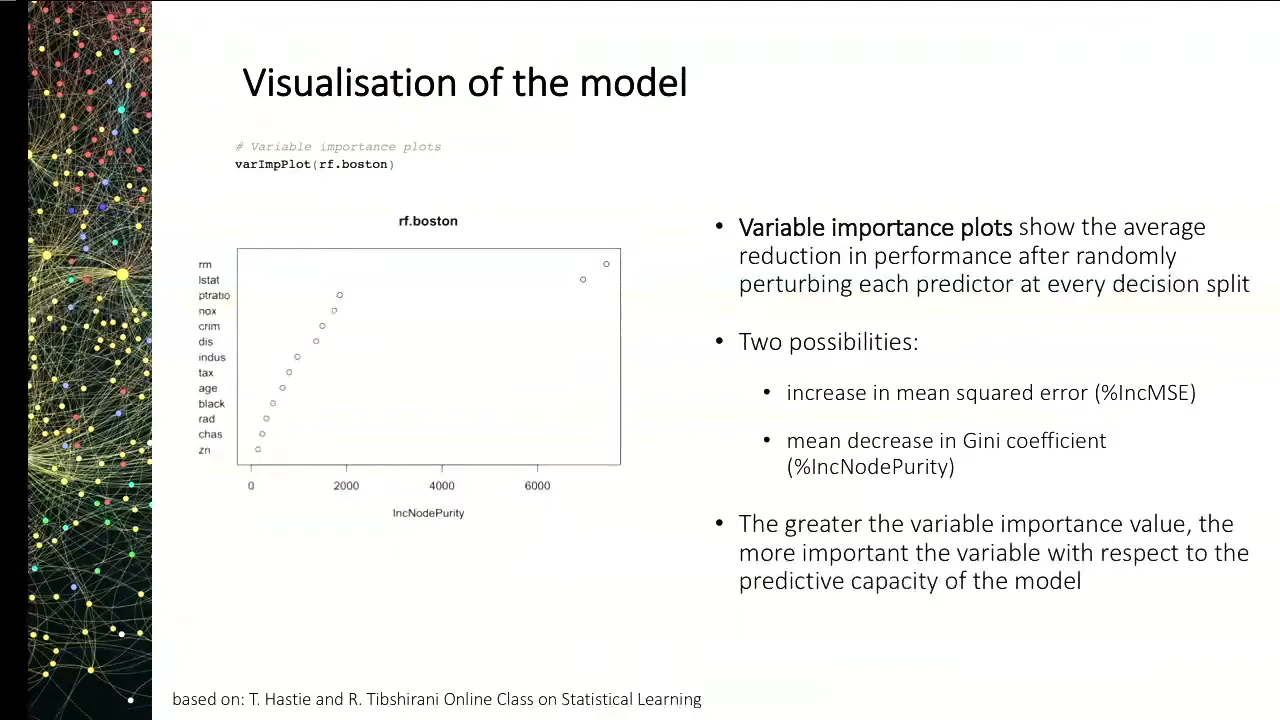 Visualisation of the model
# Variable importance plots
varImpPlot(rf.boston)
rf.boston
rm
lstat
ptratio
nox
crim
dis
indus
tax
age
black
rad
chas
zn
0 2000 4000 6000
IncNodePurity
• Variable importance plots show the average
reduction in performance after randomly
perturbing each predictor at every decision split
• Two possibilities:
• increase in mean squared error (%IncMSE)
• mean decrease in Gini coefficient
(%IncNodePurity)
• The greater the variable importance value, the
more important the variable with respect to the
predictive capacity of the model
based on: T. Hastie and R. Tibshirani Online Class on Statistical Learning